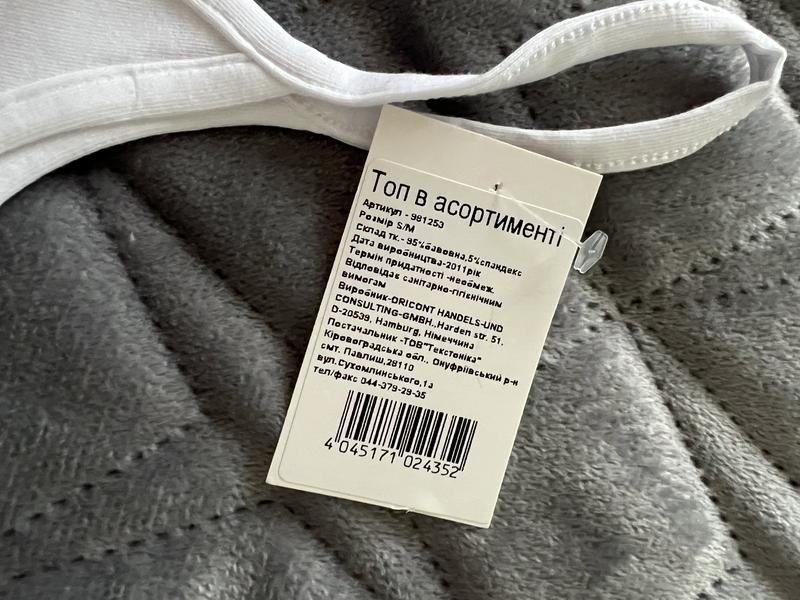 Топ в асортименті
Артикул - 981253
Розмір S/M
Склад тк.- 95%бавовна,5%спандекс
Дата виробництва-2011рік
Термін придатності -необмеж.
Відповідає санітарно-гігієнічним
вимогам
Виробник-ORICONT HANDELS-UND
CONSULTING-GMBH.,Harden str. 51.
D-20539, Hamburg, Німеччина
Постачальник -ТОВ"Текстоніка"
Кіровоградська обл., Онуфріївський р-н
смт. Павлиш,28110
вул.Сухомлинського,1а
тел/факс 044-379-29-35
4 045171 024352